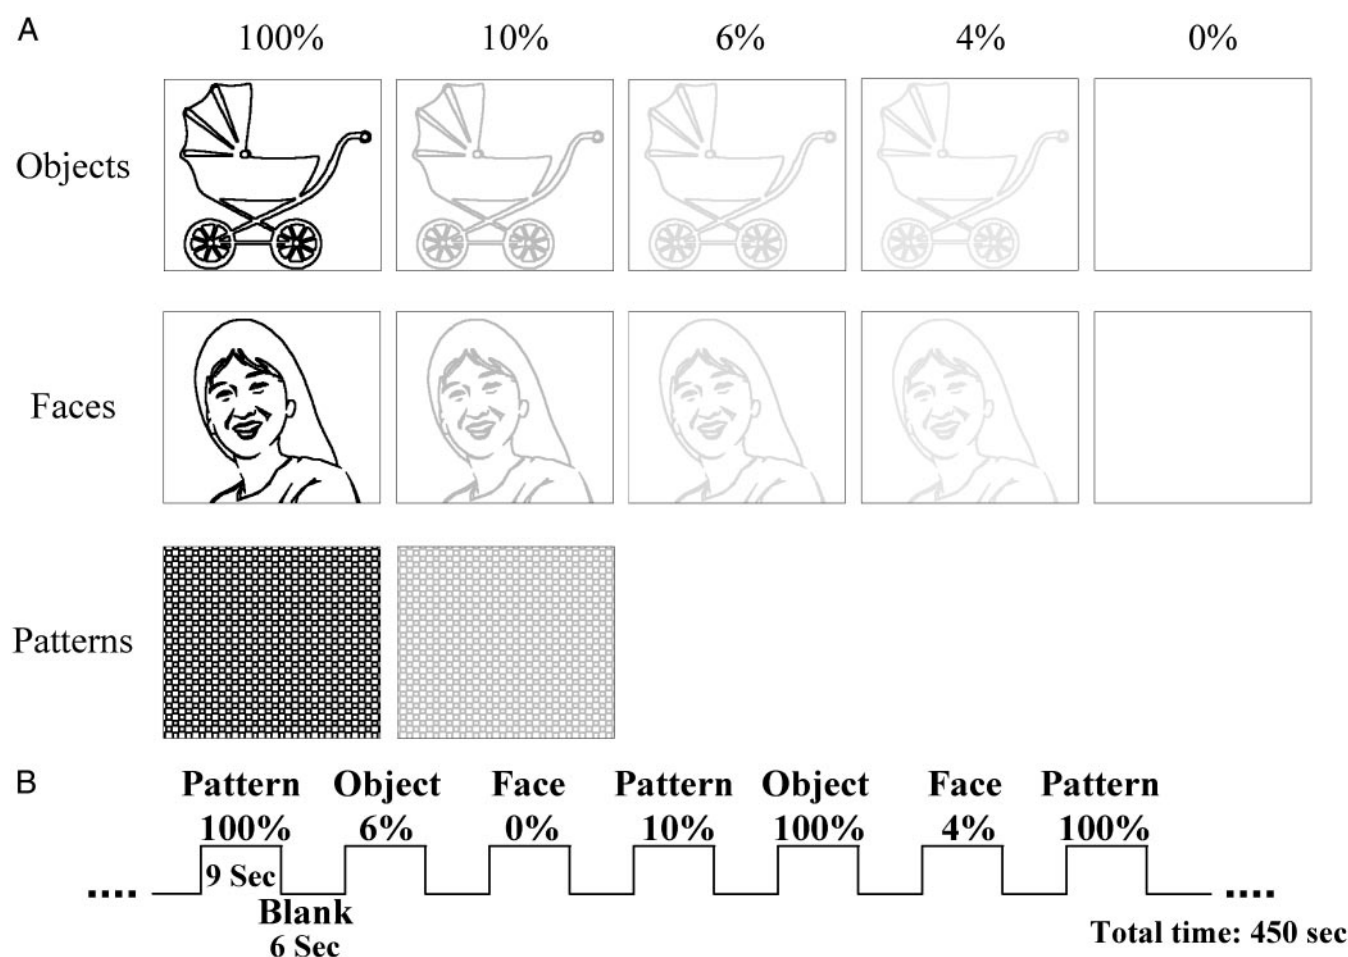 A
100% 10% 6% 4% 0%
Objects
Faces
Patterns
B
Pattern Object Face Pattern Object Face Pattern
100% 6% 0% 10% 100% 4% 100%
9 Sec
Blank
6 Sec
Total time: 450 sec